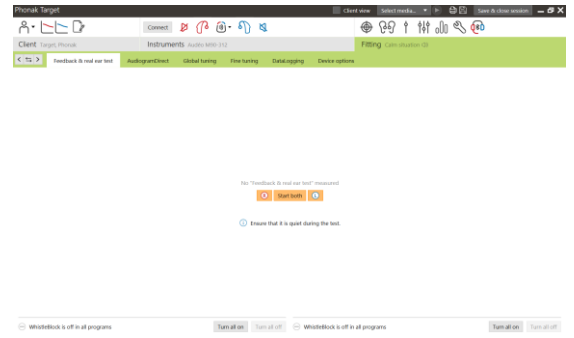 Phonak Target
Client view Select media... Save & close session
Connect
Client Target, Phonak Instruments Audéo M90-312 Fitting Calm situation (2)
Feedback & real ear test AudiogramDirect Global tuning Fine tuning DataLogging Device options
No "Feedback & real ear test" measured
Start both
Ensure that it is quiet during the test.
WhistleBlock is off in all programs Turn all on Turn all off WhistleBlock is off in all programs Turn all on Turn all off